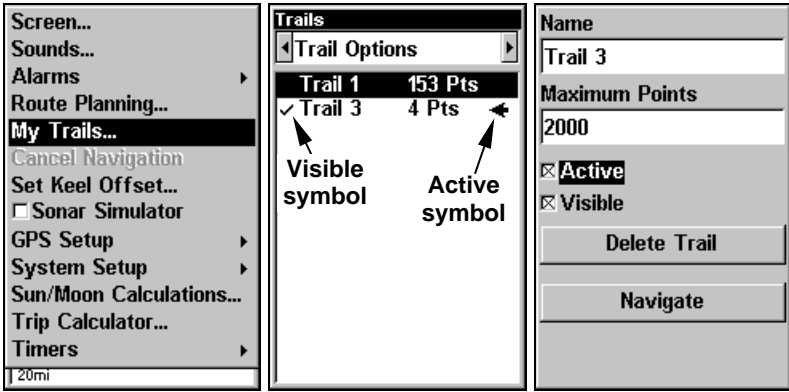 Screen...
Sounds...
Alarms
Route Planning...
My Trails...
Cancel Navigation
Set Keel Offset...
Sonar Simulator
GPS Setup
System Setup
Sun/Moon Calculations...
Trip Calculator...
Timers
20mi
Trails
Trail Options
Trail 1 153 Pts
Trail 3 4 Pts
Visible
symbol
Active
symbol
Name
Trail 3
Maximum Points
2000
Active
Visible
Delete Trail
Navigate